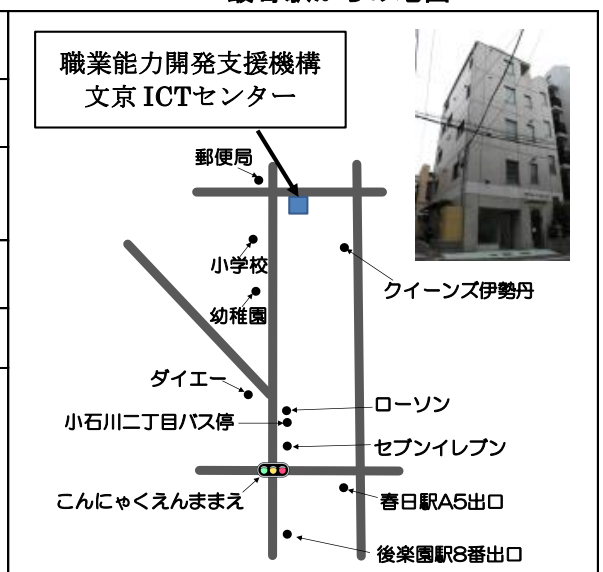 職業能力開発支援機構
文京 ICTセンター
郵便局
小学校
クイーンズ伊勢丹
幼稚園
ダイエー
ローソン
小石川二丁目バス停
セブンイレブン
こんにゃくえんままえ
春日駅A5出口
後楽園駅8番出口